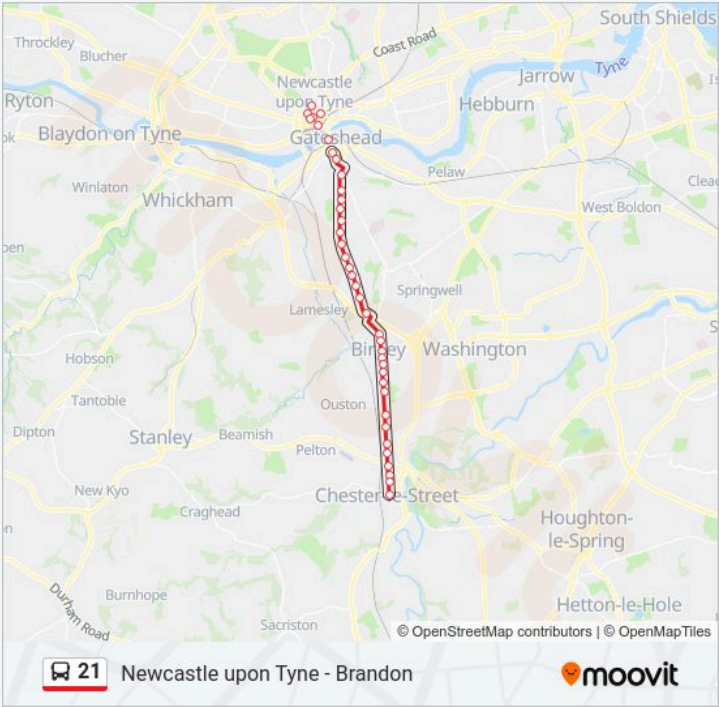 South Shields
Throckley
Coast Road
Blucher
Tyne
Newcastle
upon Tyne
Jarrow
Ryton
Hebburn
ok
Blaydon on Tyne
Gateshead
Pelaw
Clea
Winlaton
Whickham
West Boldon
pen
Springwell
Lamesley
S
Birtley
Washington
Hobson
Tantobie
Ouston
Dipton
Stanley
Beamish
Pelton
New Kyo
Chester-le-Street
Craghead
Houghton-
le-Spring
n
Durham Road
Burnhope
Hetton-le-Hole
Sacriston
© OpenStreetMap contributors | © OpenMapTiles
21 Newcastle upon Tyne - Brandon
moovit